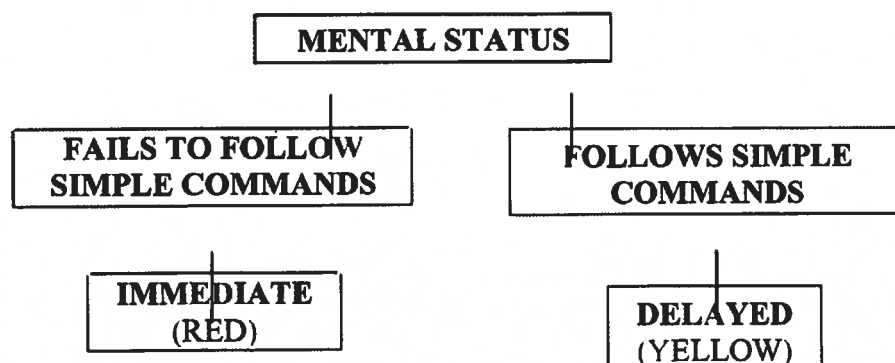 MENTAL STATUS
FAILS TO FOLLOW
SIMPLE COMMANDS
FOLLOWS SIMPLE
COMMANDS
IMMEDIATE
(RED)
DELAYED
(YELLOW)